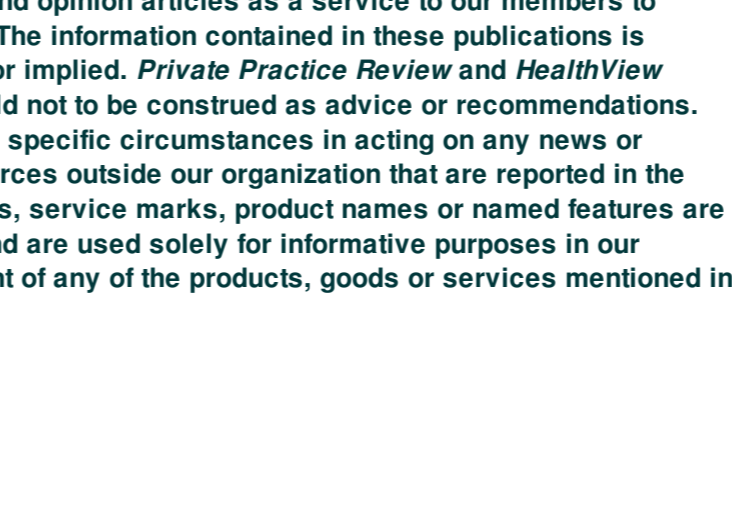 nd opinion articles as a service to our members to
The information contained in these publications is
or implied. Private Practice Review and HealthView
ld not to be construed as advice or recommendations.
specific circumstances in acting on any news or
rces outside our organization that are reported in the
s, service marks, product names or named features are
nd are used solely for informative purposes in our
nt of any of the products, goods or services mentioned in